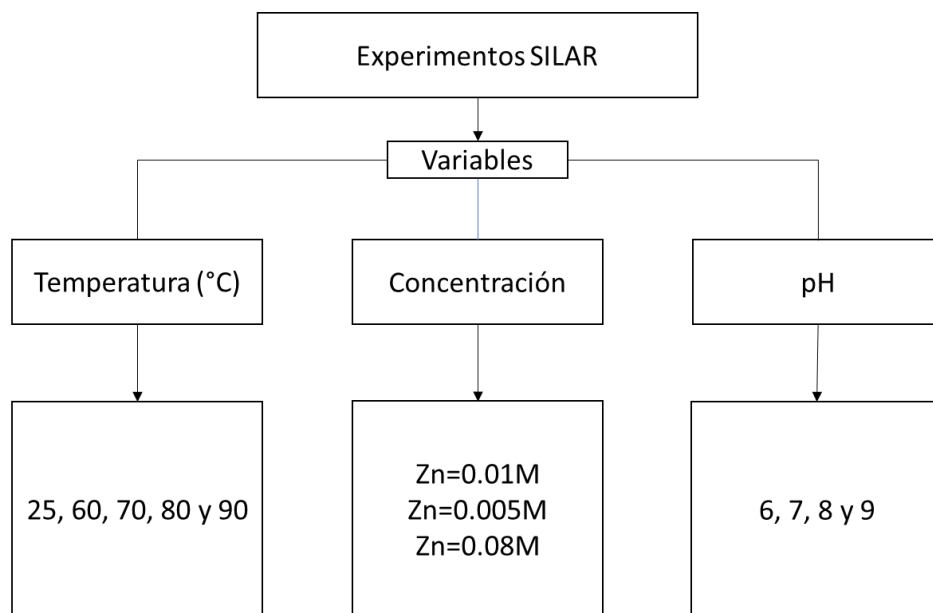 Experimentos SILAR
Variables
Temperatura (°C)
Concentración
pH
25, 60, 70, 80 y 90
Zn=0.01M
Zn=0.005M
Zn=0.08M
6, 7, 8 y 9